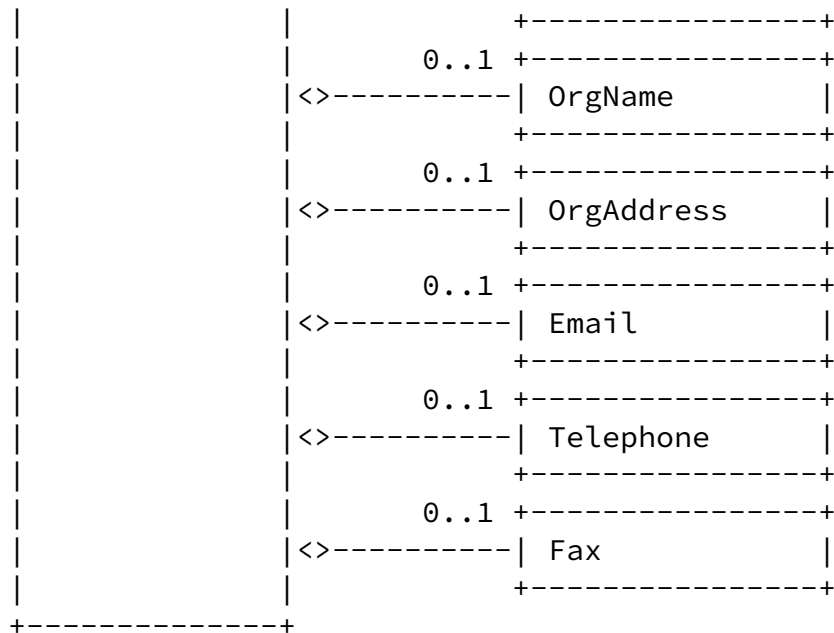 |              |            +----------------+
|              |       0..1 +----------------+
|              |<>----------| OrgName        |
|              |            +----------------+
|              |       0..1 +----------------+
|              |<>----------| OrgAddress     |
|              |            +----------------+
|              |       0..1 +----------------+
|              |<>----------| Email          |
|              |            +----------------+
|              |       0..1 +----------------+
|              |<>----------| Telephone      |
|              |            +----------------+
|              |       0..1 +----------------+
|              |<>----------| Fax            |
|              |            +----------------+
+--------------+